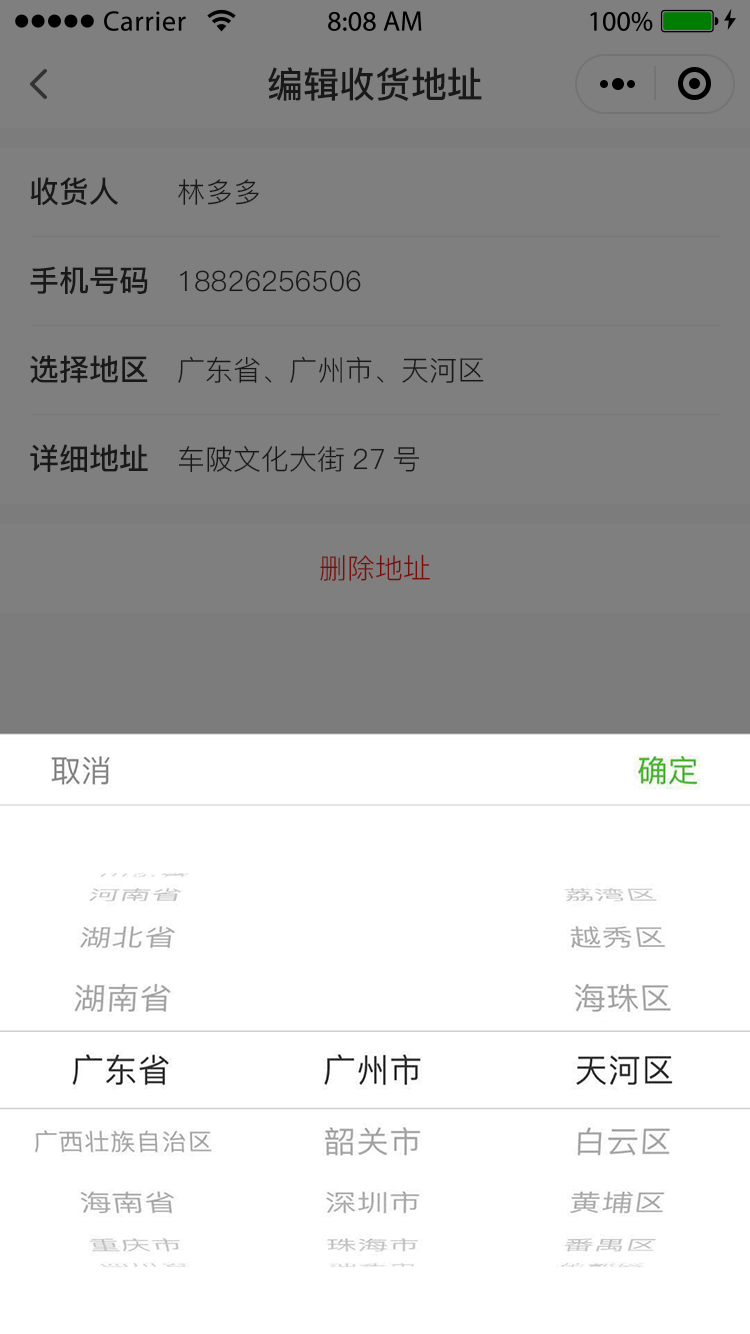 Carrier 8:08 AM 100%
编辑收货地址
收货人 林多多
手机号码 18826256506
选择地区 广东省、广州市、天河区
详细地址 车陂文化大街 27 号
删除地址
取消 确定
河南省 荔湾区
湖北省 越秀区
湖南省 海珠区
广东省 广州市 天河区
广西壮族自治区 韶关市 白云区
海南省 深圳市 黄埔区
重庆市 珠海市 番禺区